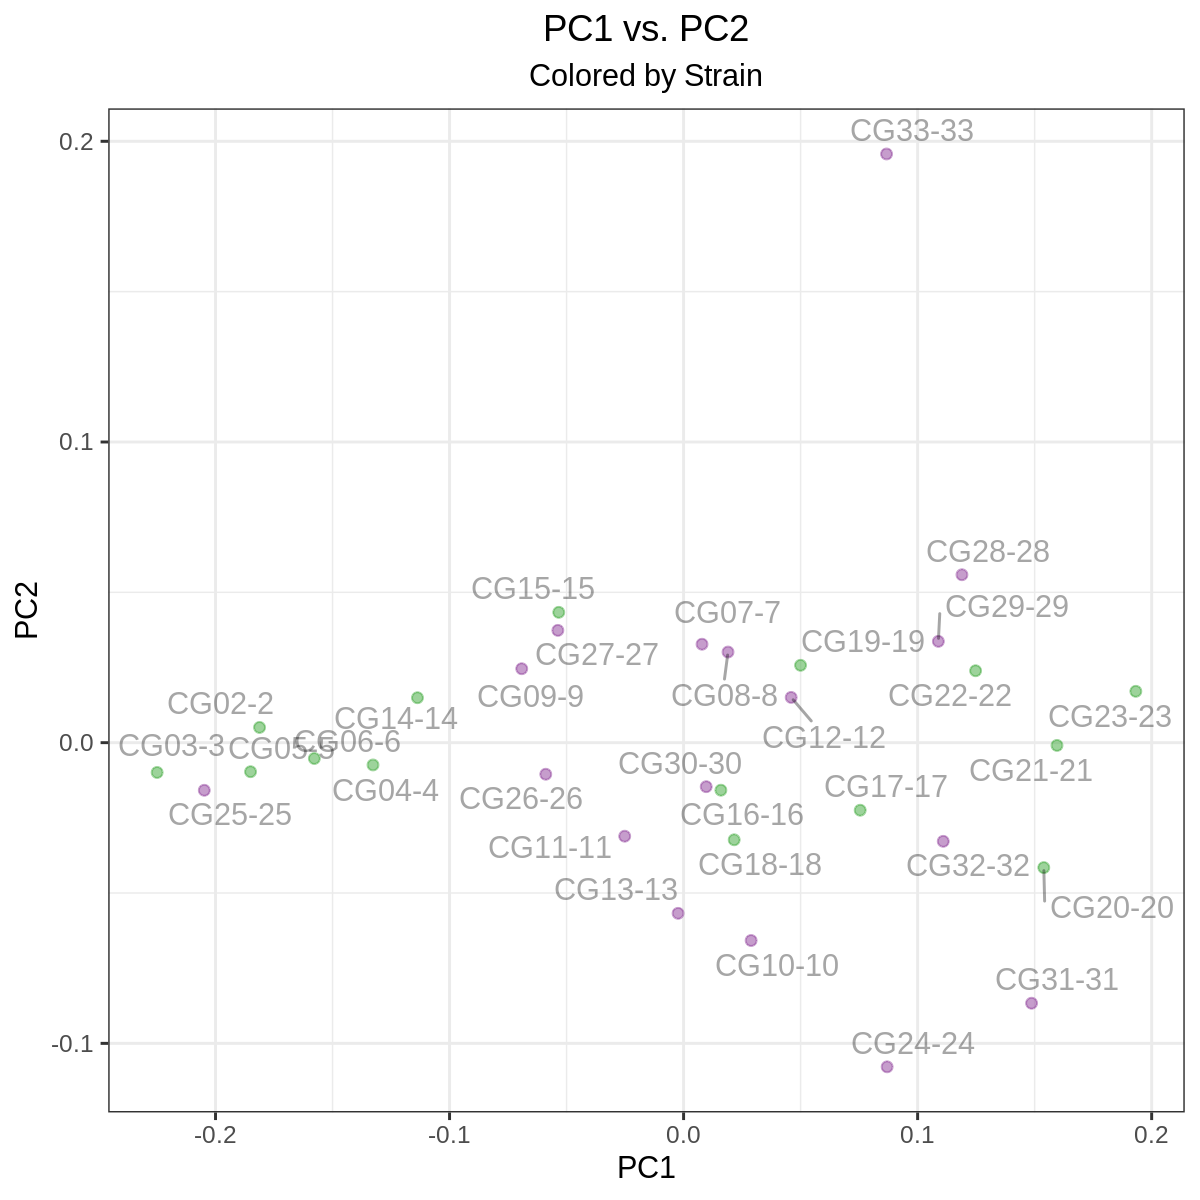 PC1 vs. PC2
Colored by Strain
CG33-33
0.2
0.1
CG28-28
CG15-15
CG29-29
CG07-7
PC2
CG19-19
CG27-27
CG09-9
CG08-8
CG22-22
CG02-2
CG14-14
CG23-23
0.0
CG03-3
CG05-5
CG06-6
CG12-12
CG30-30
CG21-21
CG04-4
CG26-26
CG17-17
CG25-25
CG16-16
CG11-11
CG18-18
CG32-32
CG13-13
CG20-20
CG10-10
CG31-31
-0.1
CG24-24
-0.2
-0.1
0.0
0.1
0.2
PC1